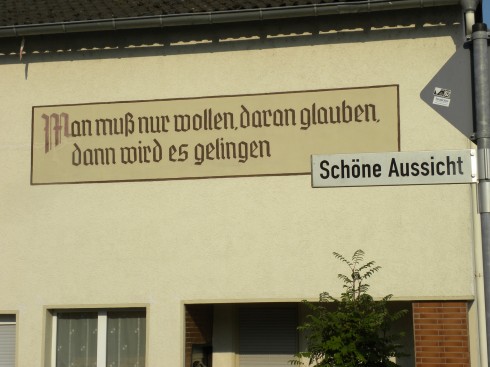 Man muß nur wollen, daran glauben,
dann wird es gelingen
Schöne Aussicht